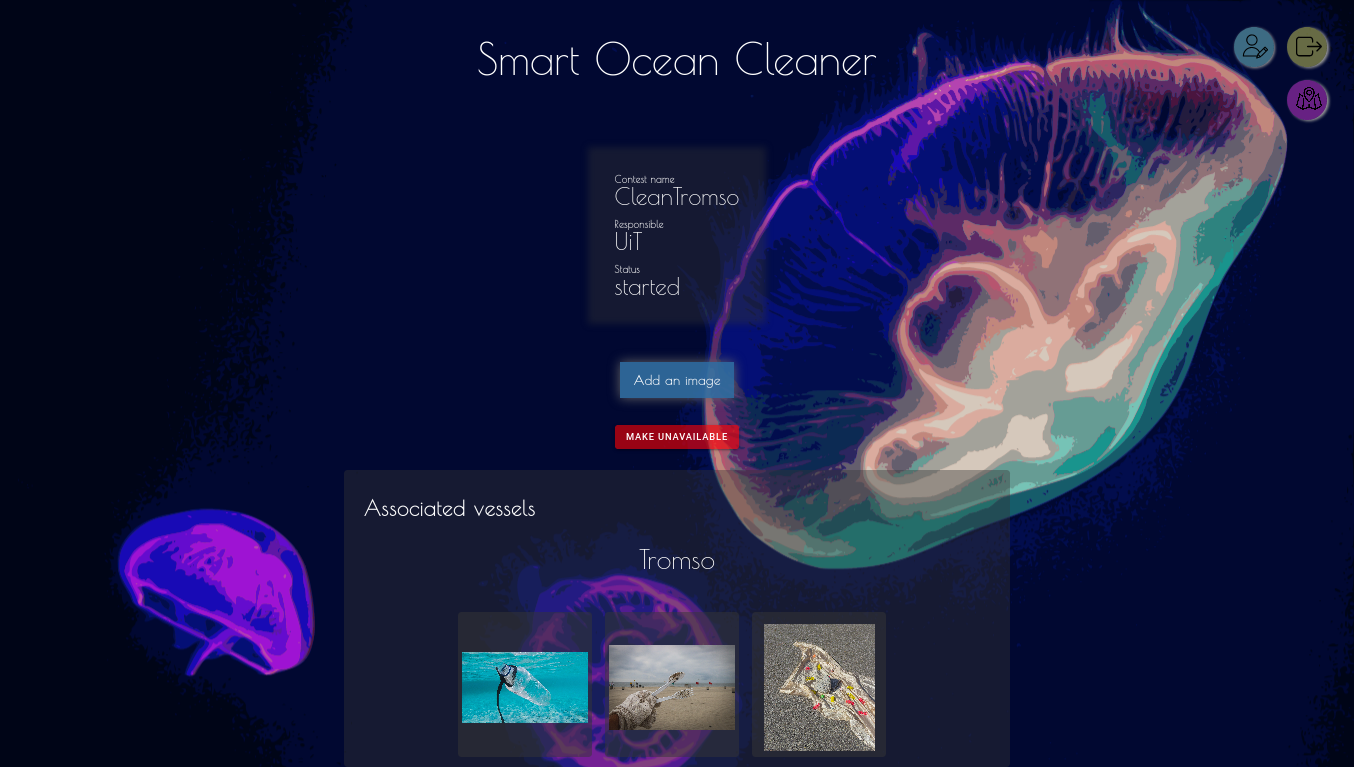 Smart Ocean Cleaner
Contest name
CleanTromso
Responsible
UiT
Status
started
Add an image
MAKE UNAVAILABLE
Associated vessels
Tromso